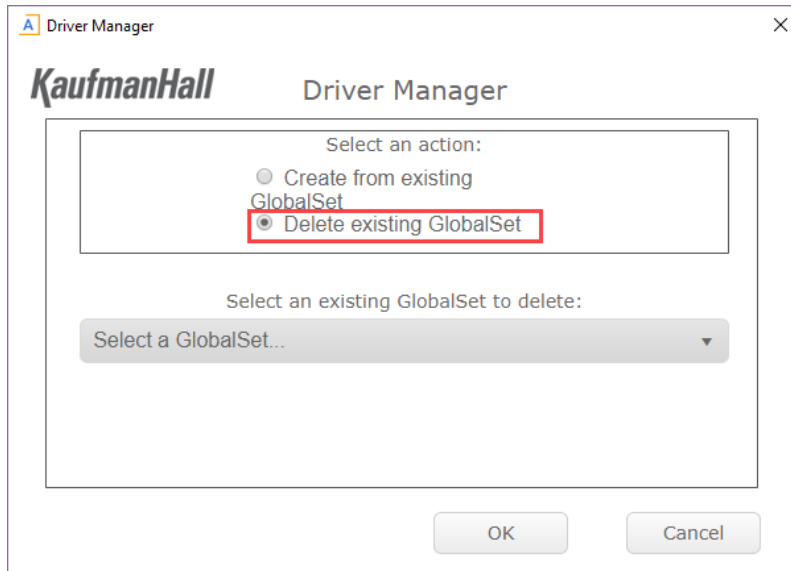 A Driver Manager
KaufmanHall Driver Manager
Select an action:
Create from existing
GlobalSet
Delete existing GlobalSet
Select an existing GlobalSet to delete:
Select a GlobalSet...
OK Cancel